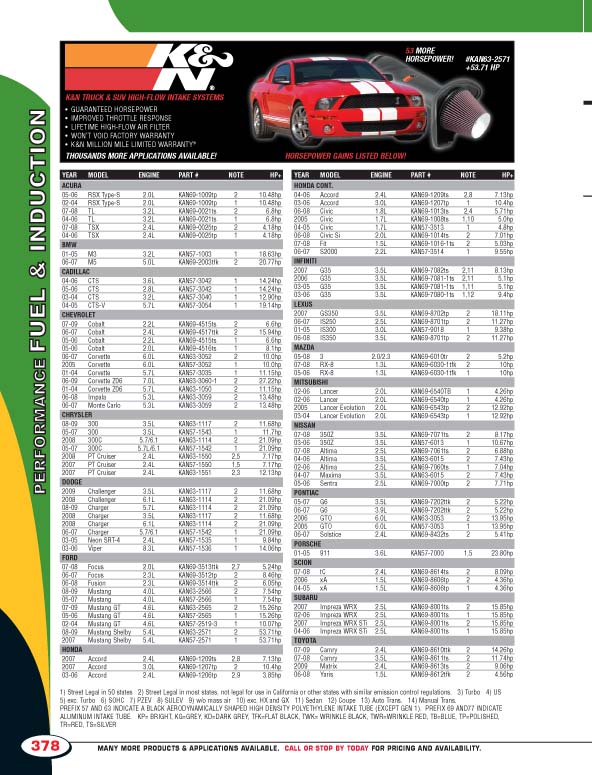 K&N
53 MORE
HORSEPOWER!
#KAN63-2571
+53.71 HP
K&N TRUCK & SUV HIGH-FLOW INTAKE SYSTEMS
• GUARANTEED HORSEPOWER
• IMPROVED THROTTLE RESPONSE
• LIFETIME HIGH-FLOW AIR FILTER
• WON'T VOID FACTORY WARRANTY
• K&N MILLION MILE LIMITED WARRANTY*
THOUSANDS MORE APPLICATIONS AVAILABLE!
HORSEPOWER GAINS LISTED BELOW!
PERFORMANCE FUEL & INDUCTION
YEAR MODEL ENGINE PART # NOTE HP+
ACURA
05-06 RSX Type-S 2.0L KAN69-1009tp 2 10.48hp
02-04 RSX Type-S 2.0L KAN69-1009tp 1 10.48hp
07-08 TL 3.2L KAN69-0021ts 2 6.8hp
04-06 TL 3.2L KAN69-0021ts 1 6.8hp
07-08 TSX 2.4L KAN69-0025tp 2 4.18hp
04-06 TSX 2.4L KAN69-0025tp 1 4.18hp
BMW
01-05 M3 3.2L KAN57-1003 1 18.63hp
06-07 M5 5.0L KAN69-2003tfk 2 20.77hp
CADILLAC
04-06 CTS 3.6L KAN57-3042 1 14.24hp
05-06 CTS 2.8L KAN57-3042 1 14.24hp
03-04 CTS 3.2L KAN57-3040 1 12.90hp
04-05 CTS-V 5.7L KAN57-3054 1 19.14hp
CHEVROLET
07-09 Cobalt 2.2L KAN69-4515ts 2 6.6hp
06-07 Cobalt 2.4L KAN69-4517ttk 2 15.94hp
05-06 Cobalt 2.2L KAN69-4515ts 1 6.6hp
05-06 Cobalt 2.0L KAN69-4516ts 1 8.1hp
06-07 Corvette 6.0L KAN63-3052 2 10.0hp
2005 Corvette 6.0L KAN57-3052 1 10.0hp
01-04 Corvette 5.7L KAN57-3035 1 11.15hp
06-09 Corvette Z06 7.0L KAN63-3060-1 2 27.22hp
01-04 Corvette Z06 5.7L KAN63-1050 2 11.15hp
06-08 Impala 5.3L KAN63-3059 2 13.48hp
06-07 Monte Carlo 5.3L KAN63-3059 2 13.48hp
CHRYSLER
08-09 300 3.5L KAN63-1117 2 11.68hp
05-07 300 3.5L KAN57-1543 1 11.7hp
2008 300C 5.7/6.1 KAN63-1114 2 21.09hp
05-07 300C 5.7L/6.1 KAN57-1542 1 21.09hp
2008 PT Cruiser 2.4L KAN63-1550 2,5 7.17hp
2007 PT Cruiser 2.4L KAN57-1550 1,5 7.17hp
2007 PT Cruiser 2.4L KAN63-1551 2,3 12.13hp
DODGE
2009 Challenger 3.5L KAN63-1117 2 11.68hp
2008 Challenger 6.1L KAN63-1114 2 21.09hp
08-09 Charger 5.7L KAN63-1114 2 21.09hp
2008 Charger 3.5L KAN63-1117 2 11.68hp
2008 Charger 6.1L KAN63-1114 2 21.09hp
06-07 Charger 5.7/6.1 KAN57-1542 1 21.09hp
03-05 Neon SRT-4 2.4L KAN57-1535 1 9.84hp
03-06 Viper 8.3L KAN57-1536 1 14.06hp
FORD
07-08 Focus 2.0L KAN69-3513ttk 2,7 5.24hp
06-07 Focus 2.3L KAN69-3512tp 2 8.46hp
06-08 Fusion 2.3L KAN69-3514ttk 2 6.05hp
08-09 Mustang 4.0L KAN63-2566 2 7.54hp
05-07 Mustang 4.0L KAN57-2566 1 7.54hp
07-09 Mustang GT 4.6L KAN63-2565 2 15.26hp
05-06 Mustang GT 4.6L KAN57-2565 1 15.26hp
02-04 Mustang GT 4.6L KAN57-2519-3 1 10.07hp
08-09 Mustang Shelby 5.4L KAN63-2571 2 53.71hp
2007 Mustang Shelby 5.4L KAN57-2571 1 53.71hp
HONDA
2007 Accord 2.4L KAN69-1209ts 2,8 7.13hp
2007 Accord 3.0L KAN69-1207tp 2 10.4hp
03-06 Accord 2.4L KAN69-1206tp 2,9 3.85hp
YEAR MODEL ENGINE PART # NOTE HP+
HONDA CONT.
04-06 Accord 2.4L KAN69-1209ts 2,8 7.13hp
03-06 Accord 3.0L KAN69-1207tp 1 10.4hp
06-08 Civic 1.8L KAN69-1013ts 2,4 5.71hp
2005 Civic 1.7L KAN69-1008ts 1,10 5.0hp
04-05 Civic 1.7L KAN57-3513 1 4.8hp
06-08 Civic Si 2.0L KAN69-1014ts 2 7.01hp
07-08 Fit 1.5L KAN69-1016-1ts 2 5.03hp
06-07 S2000 2.2L KAN57-3514 1 9.55hp
INFINITI
2007 G35 3.5L KAN69-7082ts 2,11 8.13hp
2006 G35 3.5L KAN69-7081-1ts 2,11 5.1hp
03-05 G35 3.5L KAN69-7081-1ts 1,11 5.1hp
03-06 G35 3.5L KAN69-7080-1ts 1,12 9.4hp
LEXUS
2007 GS350 3.5L KAN69-8702tp 2 18.11hp
06-07 IS250 2.5L KAN69-8701tp 2 11.27hp
01-05 IS300 3.0L KAN57-9018 1 9.38hp
06-08 IS350 3.5L KAN69-8701tp 2 11.27hp
MAZDA
05-08 3 2.0/2.3 KAN69-6010tr 2 5.2hp
07-08 RX-8 1.3L KAN69-6030-1ttk 2 10hp
05-06 RX-8 1.3L KAN69-6030-1ttk 1 10hp
MITSUBISHI
02-06 Lancer 2.0L KAN69-6540TB 1 4.26hp
02-06 Lancer 2.0L KAN69-6540tp 1 4.26hp
2005 Lancer Evolution 2.0L KAN69-6543tp 2 12.92hp
03-04 Lancer Evolution 2.0L KAN69-6543tp 1 12.92hp
NISSAN
07-08 350Z 3.5L KAN69-7071ts 2 8.17hp
03-06 350Z 3.5L KAN57-6013 1 10.67hp
07-08 Altima 2.5L KAN69-7061ts 2 6.88hp
04-06 Altima 2.5L KAN63-6015 2 7.43hp
02-06 Altima 2.5L KAN69-7060ts 1 7.04hp
04-07 Maxima 3.5L KAN63-6015 2 7.43hp
05-06 Sentra 2.5L KAN69-7000tp 2 7.71hp
PONTIAC
05-07 G6 3.5L KAN69-7202ttk 2 5.22hp
06-07 G6 3.9L KAN69-7202ttk 2 5.22hp
2006 GTO 6.0L KAN63-3053 2 13.95hp
2005 GTO 6.0L KAN57-3053 1 13.95hp
06-07 Solstice 2.4L KAN69-8432ts 2 5.41hp
PORSCHE
01-05 911 3.6L KAN57-7000 1,5 23.80hp
SCION
07-08 tC 2.4L KAN69-8614ts 2 8.09hp
2006 xA 1.5L KAN69-8606tp 2 4.36hp
04-05 xA 1.5L KAN69-8606tp 1 4.36hp
SUBARU
2007 Impreza WRX 2.5L KAN69-8001ts 2 15.85hp
02-06 Impreza WRX 2.5L KAN69-8001ts 1 15.85hp
2007 Impreza WRX STi 2.5L KAN69-8001ts 2 15.85hp
04-06 Impreza WRX STi 2.5L KAN69-8001ts 1 15.85hp
TOYOTA
07-09 Camry 2.4L KAN69-8610ttk 2 14.26hp
07-08 Camry 3.5L KAN69-8611ts 2 11.74hp
2009 Matrix 2.4L KAN69-8613ts 2 9.06hp
06-08 Yaris 1.5L KAN69-8612tfk 2 4.56hp
1) Street Legal in 50 states 2) Street Legal in most states, not legal for use in California or other states with similar emission control regulations. 3) Turbo 4) US
5) exc. Turbo 6) SOHC 7) PZEV 8) SULEV 9) w/o mass air 10) exc. HX and GX 11) Sedan 12) Coupe 13) Auto Trans. 14) Manual Trans.
PREFIX 57 AND 63 INDICATE A BLACK AERODYNAMICALLY SHAPED HIGH DENSITY POLYETHYLENE INTAKE TUBE (EXCEPT GEN 1). PREFIX 69 AND77 INDICATE
ALUMINUM INTAKE TUBE. KP= BRIGHT, KG=GREY, KO=DARK GREY, TFK=FLAT BLACK, TWK= WRINKLE BLACK, TWR=WRINKLE RED, TB=BLUE, TP=POLISHED,
TR=RED, TS=SILVER
378
MANY MORE PRODUCTS & APPLICATIONS AVAILABLE. CALL OR STOP BY TODAY FOR PRICING AND AVAILABILITY.